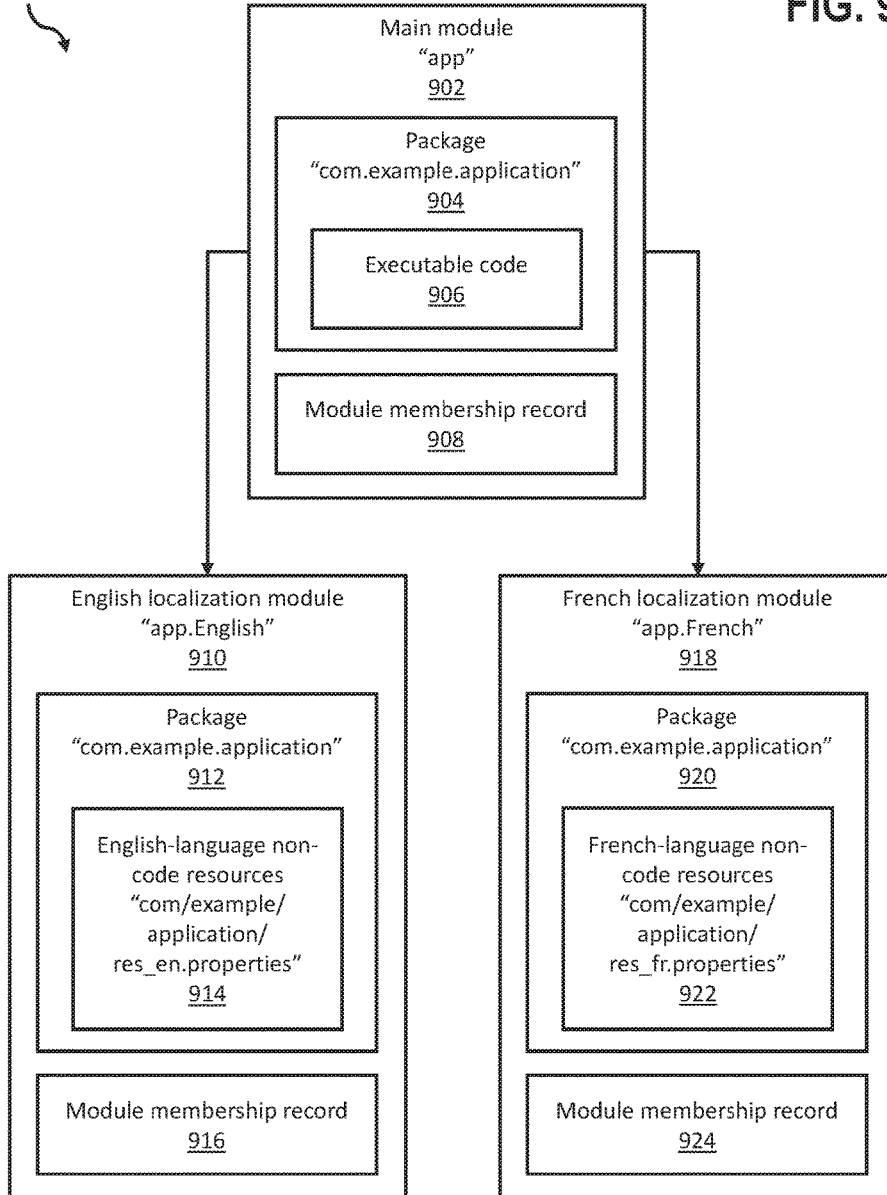 FIG. 9
Main module
“app”
902
Package
“com.example.application”
904
Executable code
906
Module membership record
908
English localization module
“app.English”
910
Package
“com.example.application”
912
English-language non-
code resources
“com/example/
application/
res_en.properties”
914
Module membership record
916
French localization module
“app.French”
918
Package
“com.example.application”
920
French-language non-
code resources
“com/example/
application/
res_fr.properties”
922
Module membership record
924